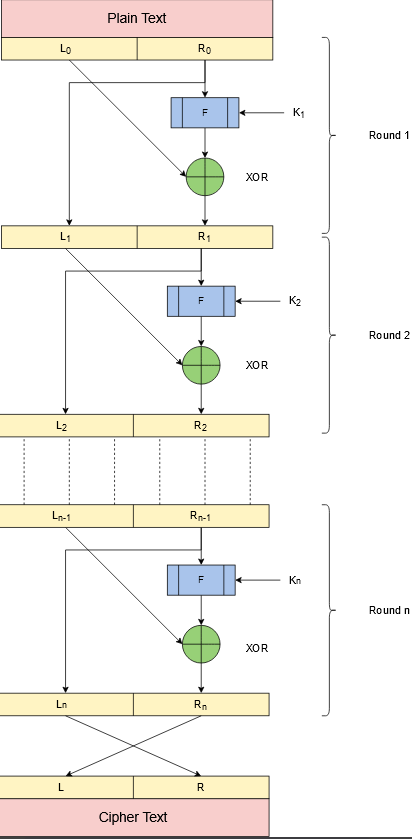 Plain Text
L0 R0
F K1
Round 1
XOR
L1 R1
F K2
Round 2
XOR
L2 R2
Ln-1 Rn-1
F Kn
Round n
XOR
Ln Rn
L R
Cipher Text